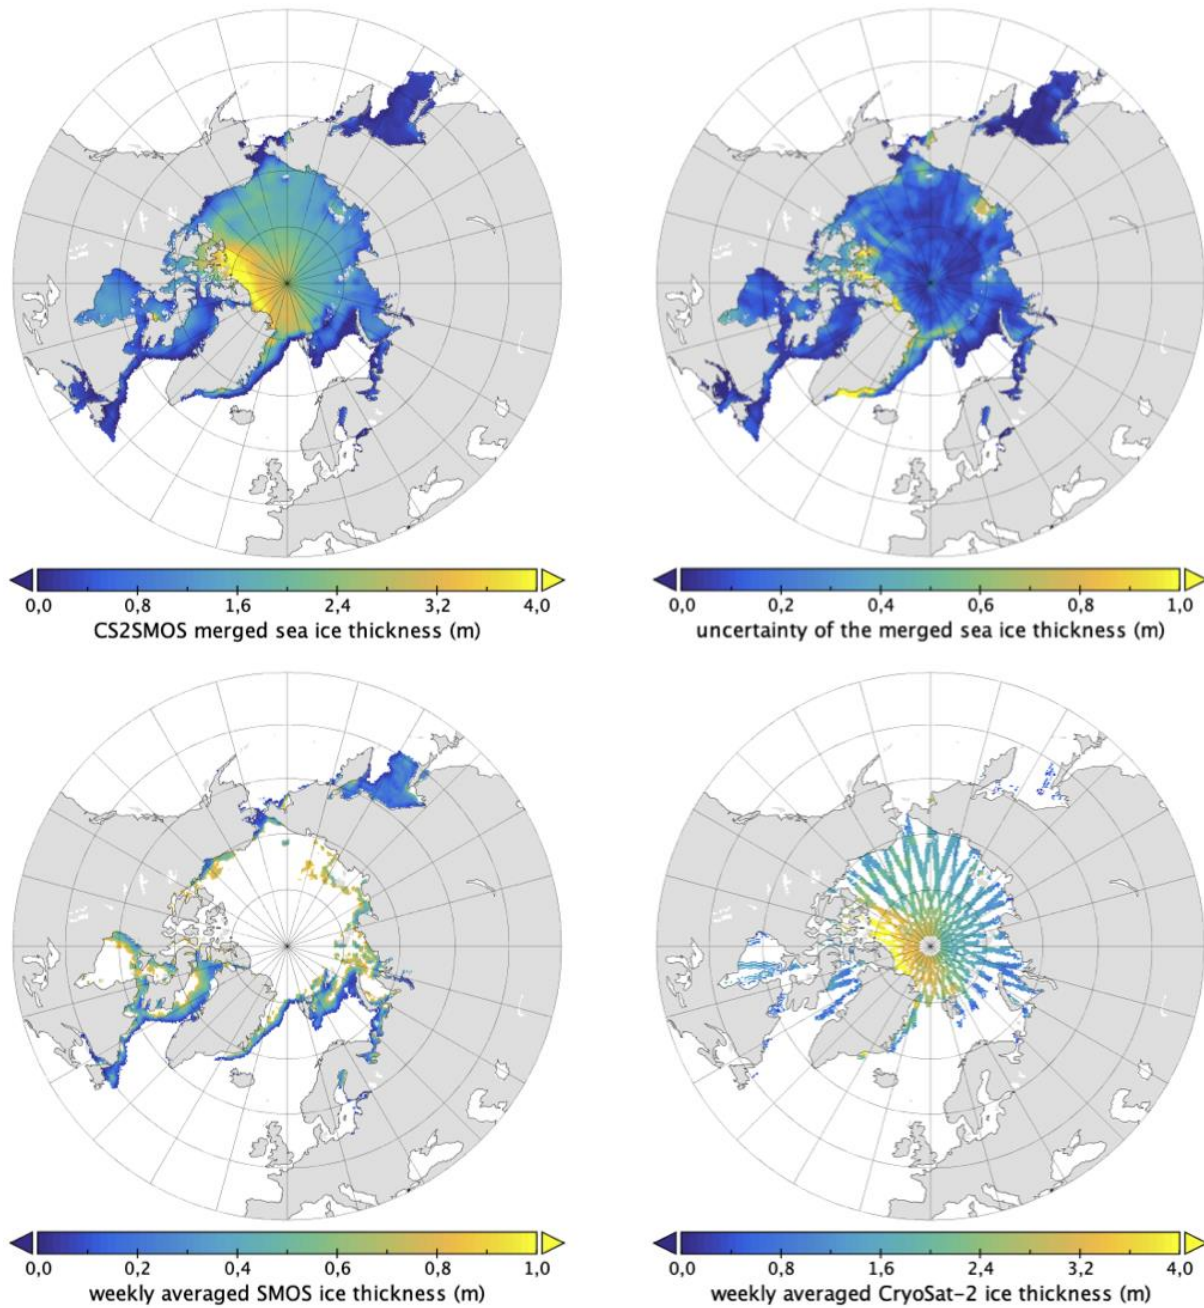 0,0 0,8 1,6 2,4 3,2 4,0
CS2SMOS merged sea ice thickness (m)
0,0 0,2 0,4 0,6 0,8 1,0
uncertainty of the merged sea ice thickness (m)
0,0 0,2 0,4 0,6 0,8 1,0
weekly averaged SMOS ice thickness (m)
0,0 0,8 1,6 2,4 3,2 4,0
weekly averaged CryoSat-2 ice thickness (m)